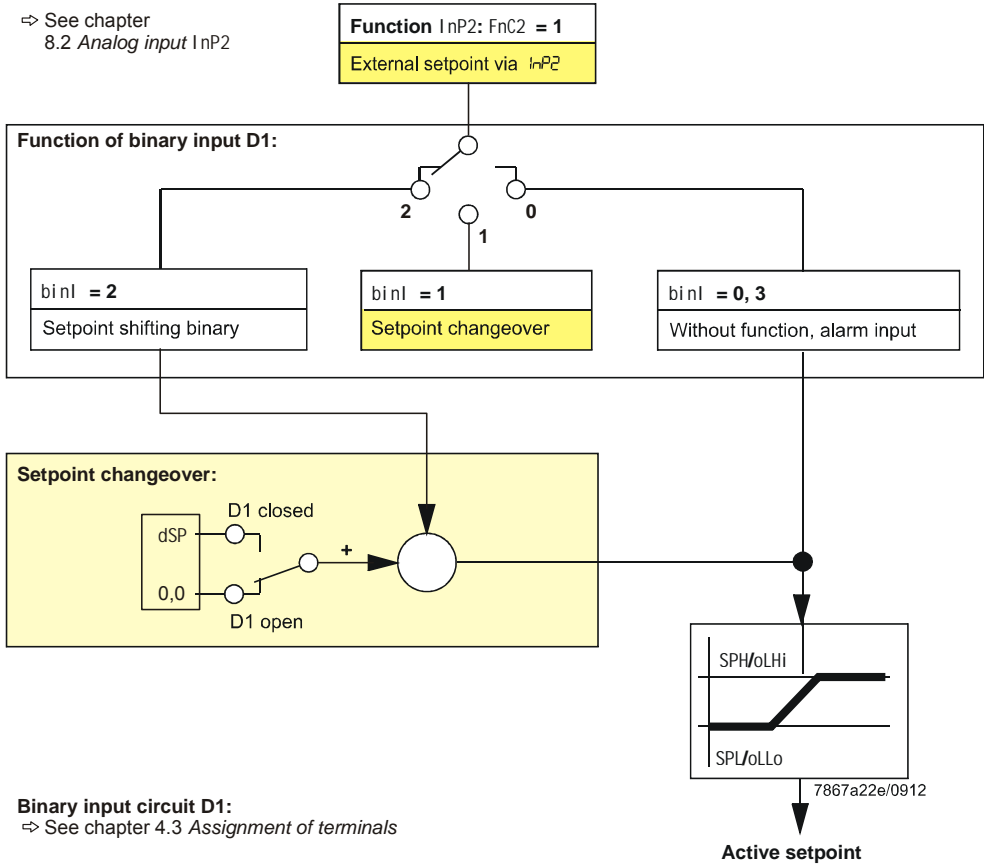 ⇨ See chapter
8.2 Analog input InP2
Function InP2: FnC2 = 1
External setpoint via InP2
Function of binary input D1:
2
0
1
binI = 2
Setpoint shifting binary
binI = 1
Setpoint changeover
binI = 0, 3
Without function, alarm input
Setpoint changeover:
D1 closed
dSP
+
0,0
D1 open
SPH/oLHi
SPL/oLLo
7867a22e/0912
Binary input circuit D1:
⇨ See chapter 4.3 Assignment of terminals
Active setpoint